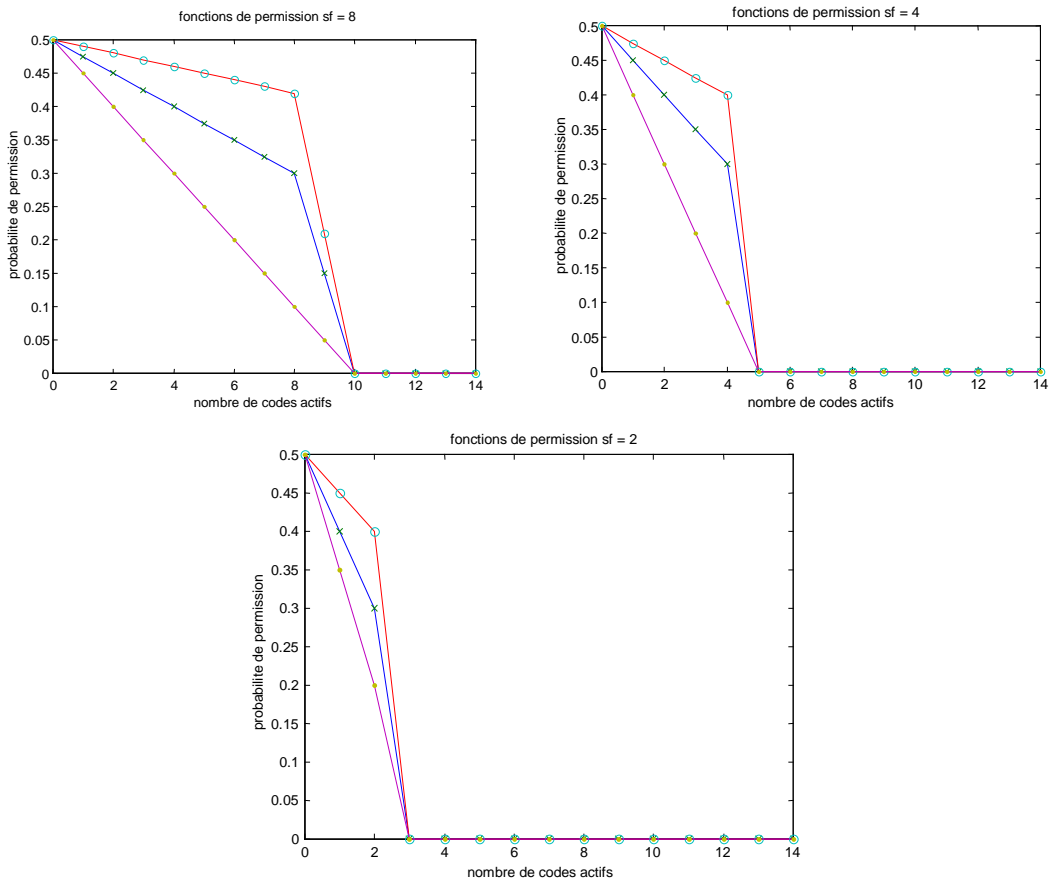 fonctions de permission sf = 8
0.5
0.45
0.4
0.35
0.3
0.25
0.2
0.15
0.1
0.05
0
probabilite de permission
0 2 4 6 8 10 12 14
nombre de codes actifs
fonctions de permission sf = 4
0.5
0.45
0.4
0.35
0.3
0.25
0.2
0.15
0.1
0.05
0
probabilite de permission
0 2 4 6 8 10 12 14
nombre de codes actifs
fonctions de permission sf = 2
0.5
0.45
0.4
0.35
0.3
0.25
0.2
0.15
0.1
0.05
0
probabilite de permission
0 2 4 6 8 10 12 14
nombre de codes actifs